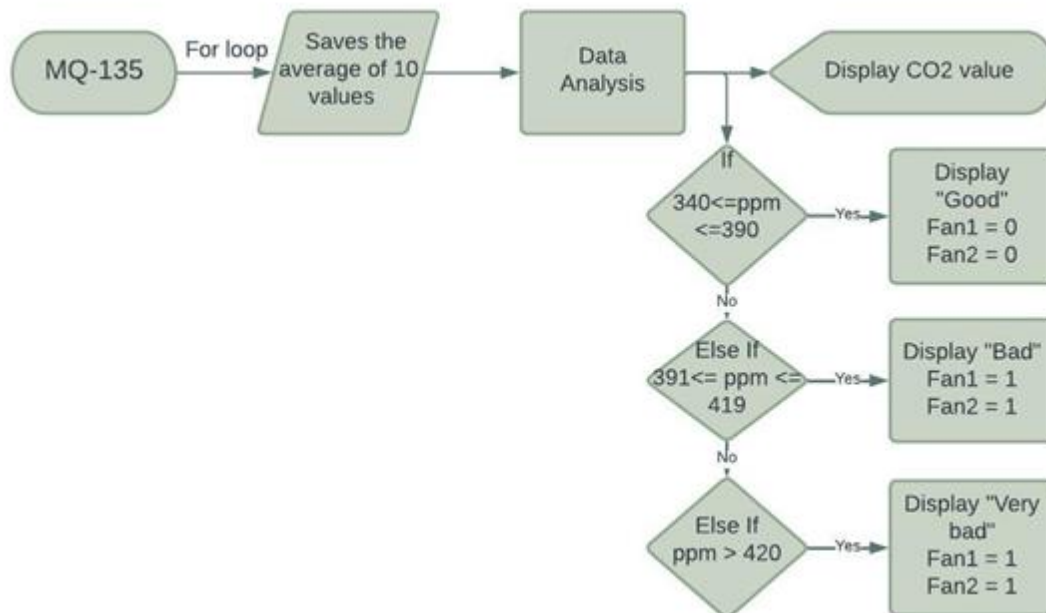 MQ-135
For loop
Saves the
average of 10
values
Data
Analysis
Display CO2 value
If
340<=ppm
<=390
Yes
Display
"Good"
Fan1 = 0
Fan2 = 0
No
Else If
391<= ppm <=
419
Yes
Display "Bad"
Fan1 = 1
Fan2 = 1
No
Else If
ppm > 420
Yes
Display "Very
bad"
Fan1 = 1
Fan2 = 1